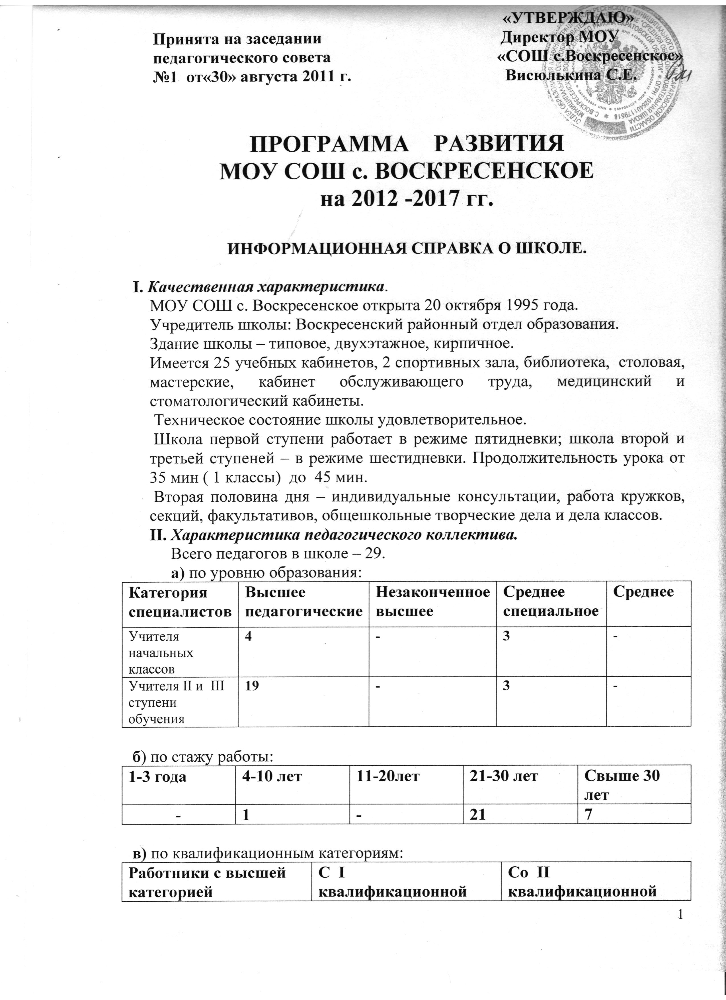 «УТВЕРЖДАЮ»
Принята на заседании Директор МОУ
педагогического совета «СОШ с.Воскресенское»
№1 от«30» августа 2011 г. Висюлькина С.Е.
ПРОГРАММА РАЗВИТИЯ
МОУ СОШ с. ВОСКРЕСЕНСКОЕ
на 2012 -2017 гг.
ИНФОРМАЦИОННАЯ СПРАВКА О ШКОЛЕ.
I. Качественная характеристика.
МОУ СОШ с. Воскресенское открыта 20 октября 1995 года.
Учредитель школы: Воскресенский районный отдел образования.
Здание школы – типовое, двухэтажное, кирпичное.
Имеется 25 учебных кабинетов, 2 спортивных зала, библиотека, столовая,
мастерские, кабинет обслуживающего труда, медицинский и
стоматологический кабинеты.
Техническое состояние школы удовлетворительное.
Школа первой ступени работает в режиме пятидневки; школа второй и
третьей ступеней – в режиме шестидневки. Продолжительность урока от
35 мин ( 1 классы) до 45 мин.
Вторая половина дня – индивидуальные консультации, работа кружков,
секций, факультативов, общешкольные творческие дела и дела классов.
II. Характеристика педагогического коллектива.
Всего педагогов в школе – 29.
а) по уровню образования:
Категория Высшее Незаконченное Среднее Среднее
специалистов педагогические высшее специальное
Учителя 4 - 3 -
начальных
классов
Учителя II и III 19 - 3 -
ступени
обучения
б) по стажу работы:
1-3 года 4-10 лет 11-20лет 21-30 лет Свыше 30
лет
- 1 - 21 7
в) по квалификационным категориям:
Работники с высшей С I Со II
категорией квалификационной квалификационной
1